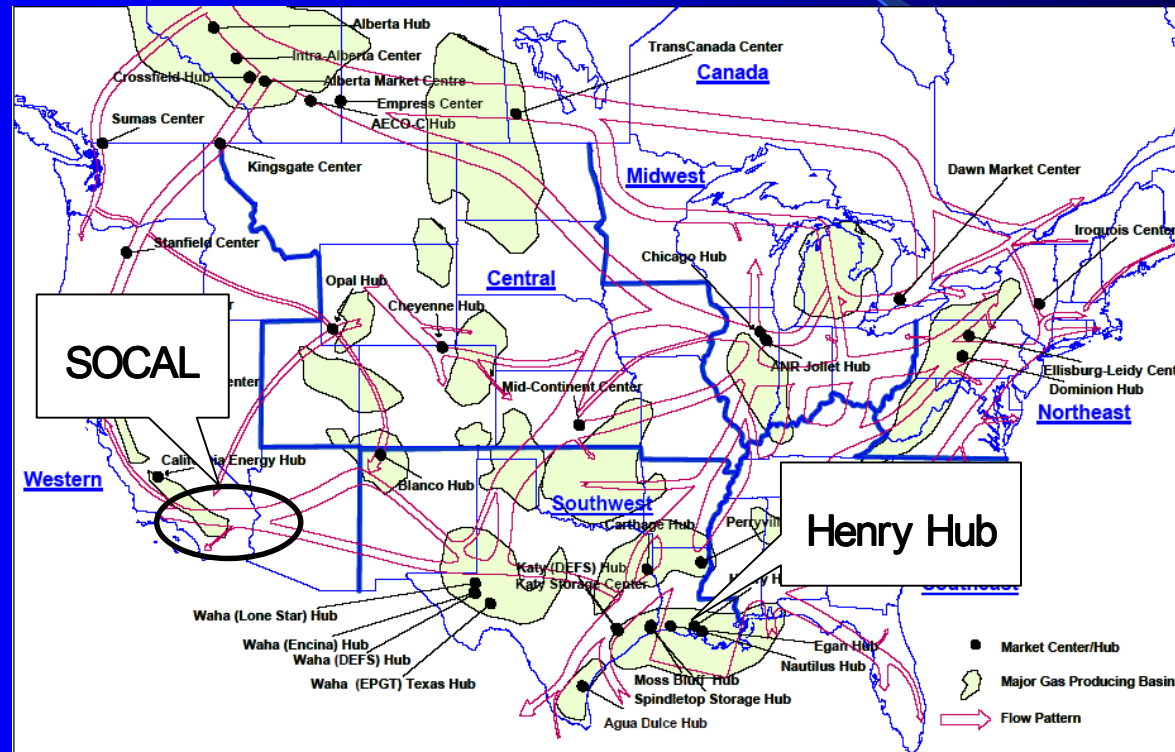 Alberta Hub
Intra-Alberta Center
Crossfield Hub
Alberta Market Centre
Empress Center
AECO-C Hub
TransCanada Center
Canada
Sumas Center
Kingsgate Center
Midwest
Dawn Market Center
Iroquois Center
Stanfield Center
Chicago Hub
Central
Opal Hub
Cheyenne Hub
SOCAL
ANR Joliet Hub
Ellisburg-Leidy Cent
Dominion Hub
Mid-Continent Center
Northeast
California Energy Hub
Western
Blanco Hub
Southwest
Carthage Hub
Perryvil
Henry Hub
Katy (DEFS) Hub
Katy Storage Center
Southeast
Waha (Lone Star) Hub
Waha (Encina) Hub
Waha (DEFS) Hub
Waha (EPGT) Texas Hub
Egan Hub
Nautilus Hub
Moss Bluff Hub
Spindletop Storage Hub
Agua Dulce Hub
Market Center/Hub
Major Gas Producing Basin
Flow Pattern